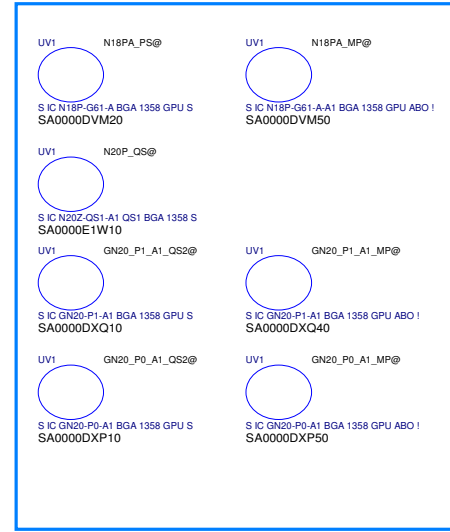 UV1 N18PA_PS@ UV1 N18PA_MP@
S IC N18P-G61-A BGA 1358 GPU S S IC N18P-G61-A-A1 BGA 1358 GPU ABO !
SA0000DVM20 SA0000DVM50
UV1 N20P_QS@
S IC N20Z-QS1-A1 QS1 BGA 1358 S
SA0000E1W10
UV1 GN20_P1_A1_QS2@ UV1 GN20_P1_A1_MP@
S IC GN20-P1-A1 BGA 1358 GPU S S IC GN20-P1-A1 BGA 1358 GPU ABO !
SA0000DXQ10 SA0000DXQ40
UV1 GN20_P0_A1_QS2@ UV1 GN20_P0_A1_MP@
S IC GN20-P0-A1 BGA 1358 GPU S S IC GN20-P0-A1 BGA 1358 GPU ABO !
SA0000DXP10 SA0000DXP50